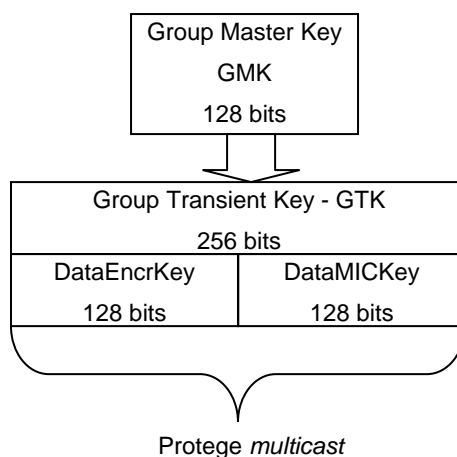 Group Master Key
GMK
128 bits
Group Transient Key - GTK
256 bits
DataEncrKey
128 bits
DataMICKey
128 bits
Protege multicast